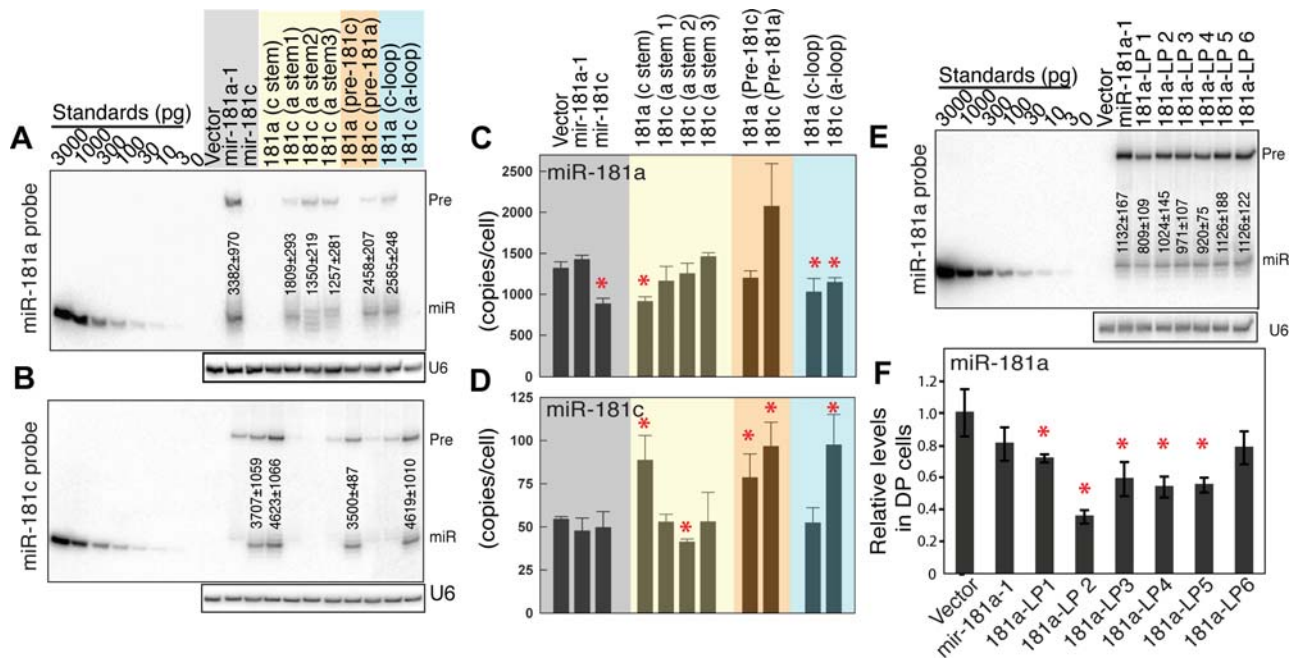 A
Standards (pg)
3000
1000
300
100
30
10
3
0
Vector
mir-181a-1
mir-181c
181a (c stem)
181c (a stem1)
181c (a stem2)
181c (a stem3)
181a (pre-181c)
181c (pre-181a)
181a (c-loop)
181c (a-loop)
miR-181a probe
Pre
miR
3382±970
1809±293
1350±219
1257±281
2458±207
2585±248
U6
B
miR-181c probe
Pre
miR
3707±1059
4623±1066
3500±487
4619±1010
U6
C
Vector
mir-181a-1
mir-181c
181a (c stem)
181c (a stem 1)
181c (a stem 2)
181c (a stem 3)
181a (Pre-181c)
181c (Pre-181a)
181a (c-loop)
181c (a-loop)
miR-181a
(copies/cell)
2500
2000
1500
1000
500
0
*
*
*
*
D
miR-181c
(copies/cell)
125
100
75
50
25
0
*
*
*
*
*
E
Standards (pg)
3000
1000
300
100
30
10
3
0
Vector
miR-181a-1
181a-LP 1
181a-LP 2
181a-LP 3
181a-LP 4
181a-LP 5
181a-LP 6
miR-181a probe
Pre
miR
1132±167
809±109
1024±145
971±107
920±75
1126±188
1126±122
U6
F
miR-181a
Relative levels
in DP cells
1.2
1.0
0.8
0.6
0.4
0.2
0
*
*
*
*
*
Vector
mir-181a-1
181a-LP1
181a-LP 2
181a-LP3
181a-LP4
181a-LP5
181a-LP6